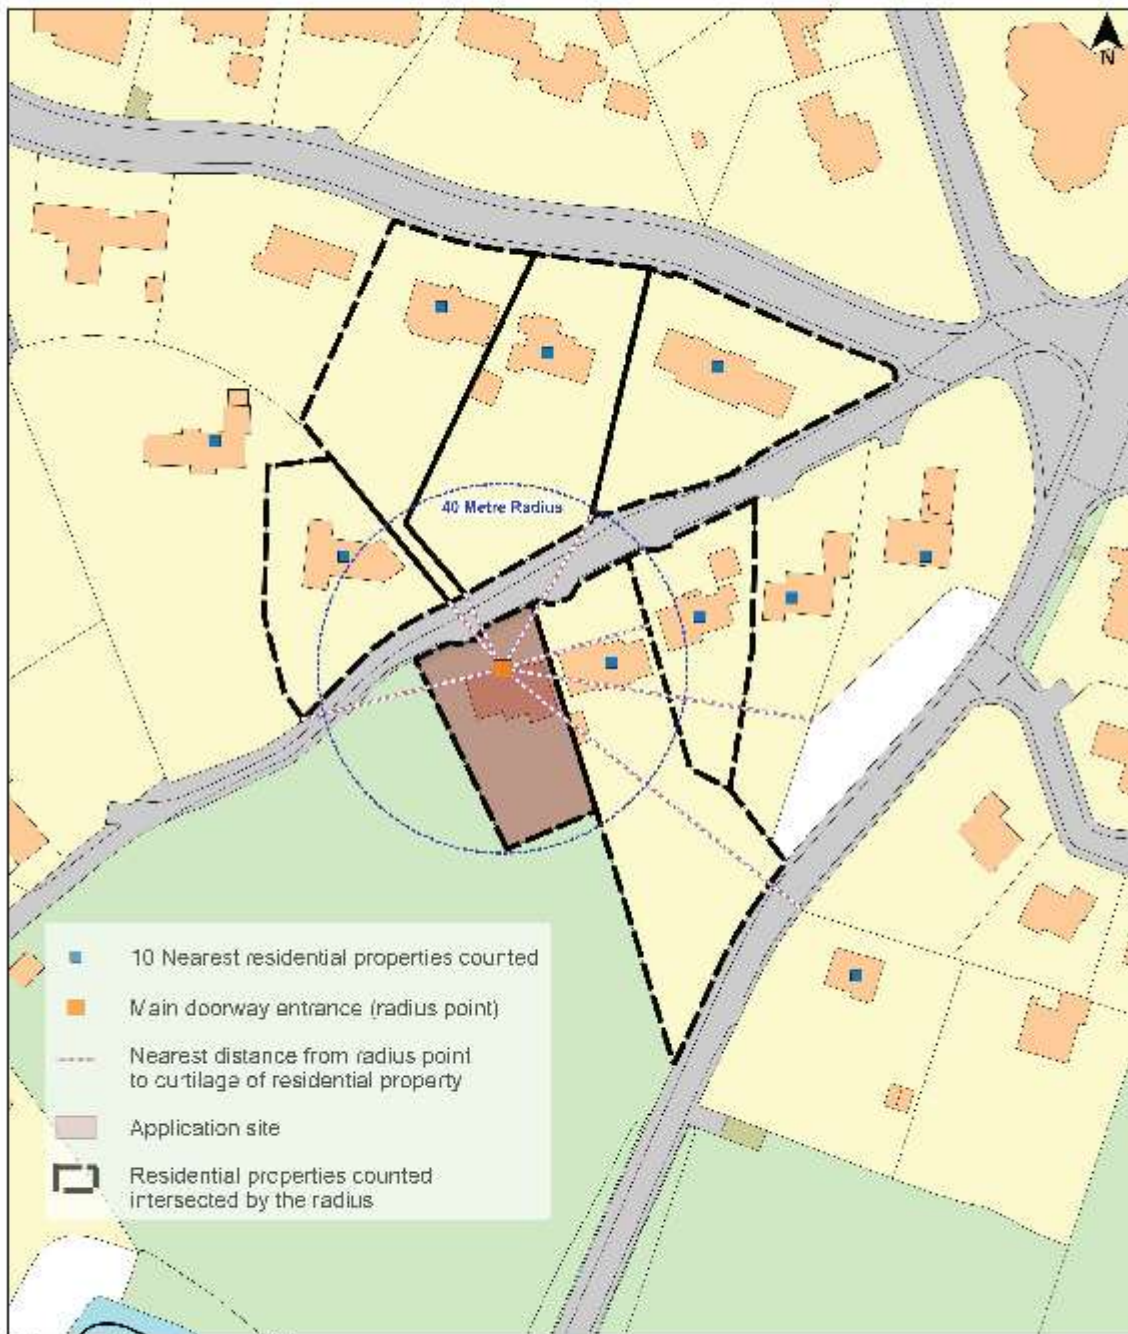 N
40 Metre Radius
10 Nearest residential properties counted
Main doorway entrance (radius point)
Nearest distance from radius point
to curtilage of residential property
Application site
Residential properties counted
intersected by the radius